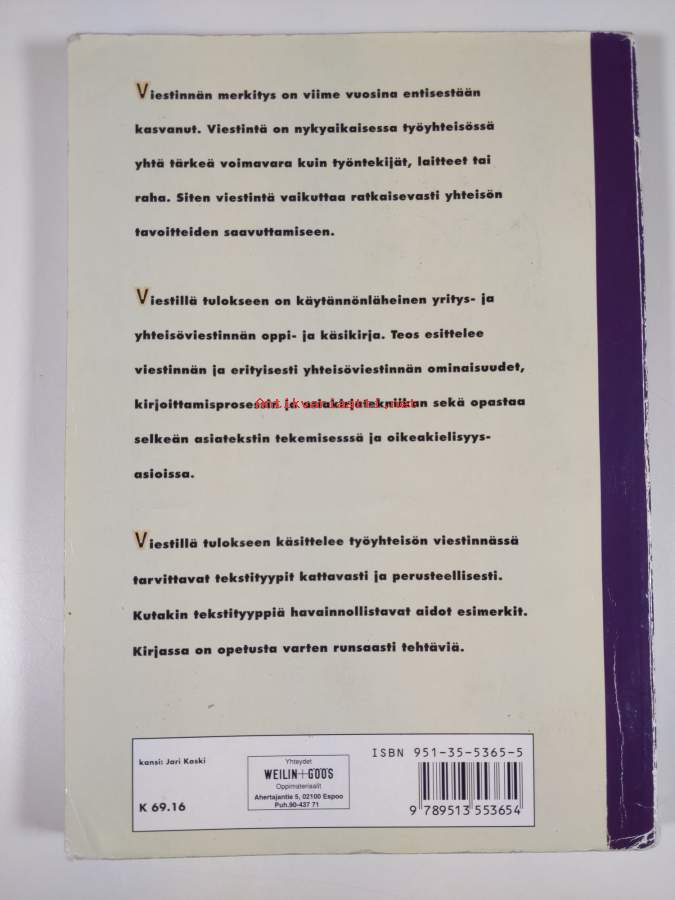 Viestinnän merkitys on viime vuosina entisestään
kasvanut. Viestintä on nykyaikaisessa työyhteisössä
yhtä tärkeä voimavara kuin työntekijät, laitteet tai
raha. Siten viestintä vaikuttaa ratkaisevasti yhteisön
tavoitteiden saavuttamiseen.
Viestillä tulokseen on käytännönläheinen yritys- ja
yhteisöviestinnän oppi- ja käsikirja. Teos esittelee
viestinnän ja erityisesti yhteisöviestinnän ominaisuudet,
kirjoittamisprosessin ja asiakirjatekniikan sekä opastaa
Antikvariaatti.net
selkeän asiatekstin tekemisesssä ja oikeakielisyys-
asioissa.
Viestillä tulokseen käsittelee työyhteisön viestinnässä
tarvittavat tekstityypit kattavasti ja perusteellisesti.
Kutakin tekstityyppiä havainnollistavat aidot esimerkit.
Kirjassa on opetusta varten runsaasti tehtäviä.
kansi: Jari Kaski
K 69.16
Yhteydet
WEILIN+GÖÖS
Oppimateriaalit
Ahertajantie 5, 02100 Espoo
Puh.90-437 71
ISBN 951-35-5365-5
9 789513 553654